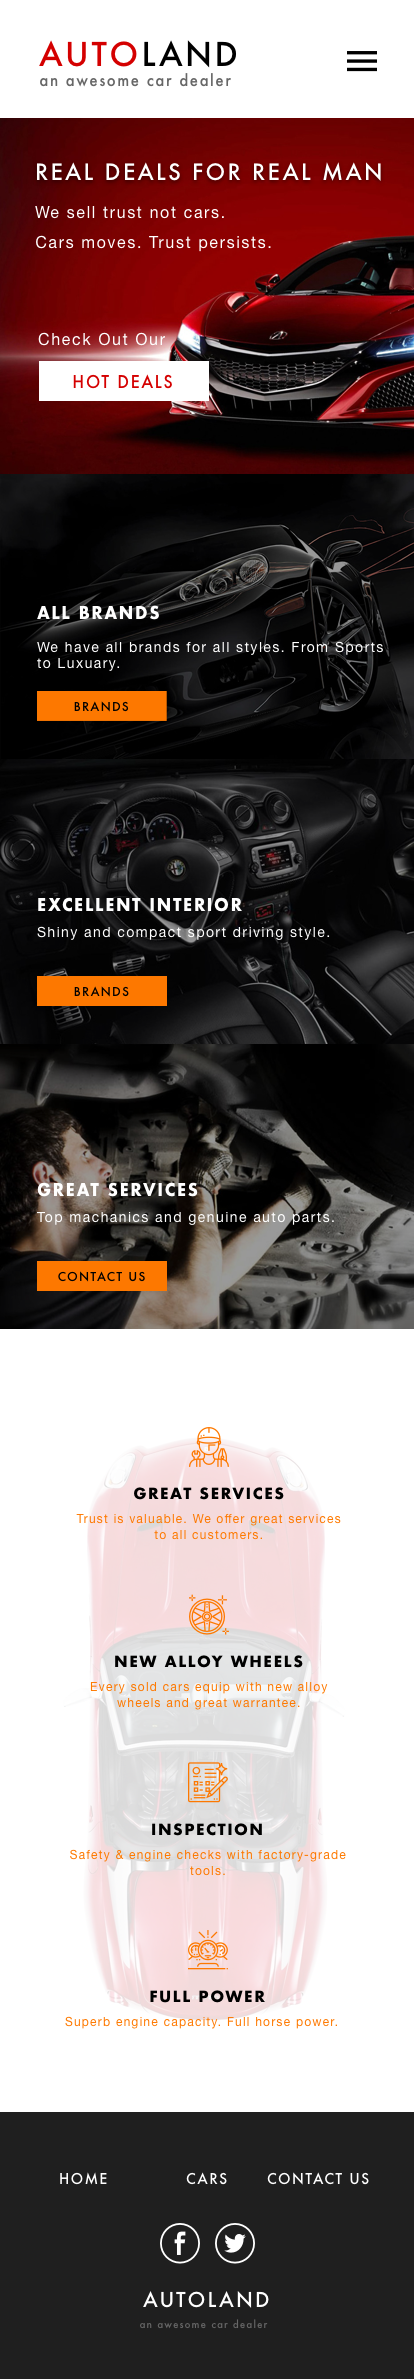 AUTOLAND
an awesome car dealer
REAL DEALS FOR REAL MAN
We sell trust not cars.
Cars moves. Trust persists.
Check Out Our
HOT DEALS
ALL BRANDS
We have all brands for all styles. From Sports
to Luxuary.
BRANDS
EXCELLENT INTERIOR
Shiny and compact sport driving style.
BRANDS
GREAT SERVICES
Top machanics and genuine auto parts.
CONTACT US
GREAT SERVICES
Trust is valuable. We offer great services
to all customers.
NEW ALLOY WHEELS
Every sold cars equip with new alloy
wheels and great warrantee.
INSPECTION
Safety & engine checks with factory-grade
tools.
FULL POWER
Superb engine capacity. Full horse power.
HOME CARS CONTACT US
AUTOLAND
an awesome car dealer